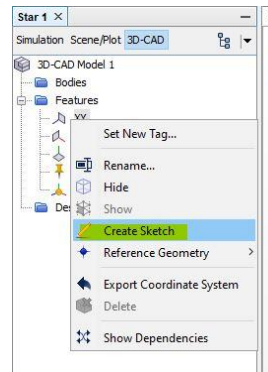 Star 1 ×
Simulation Scene/Plot 3D-CAD
3D-CAD Model 1
Bodies
Features
XY
Set New Tag...
Rename...
Hide
Show
De
Create Sketch
Reference Geometry
Export Coordinate System
Delete
Show Dependencies